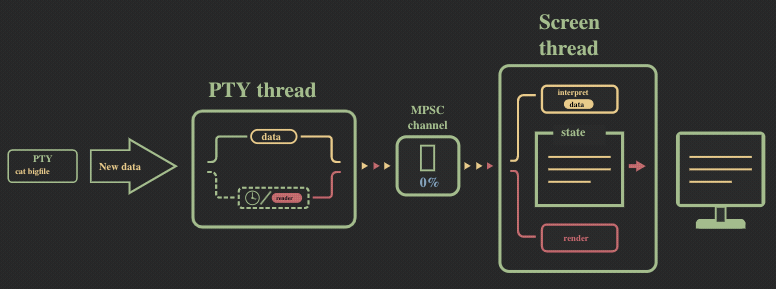 PTY
cat bigfile
New data
PTY thread
data
render
MPSC
channel
0%
Screen
thread
interpret
data
state
render